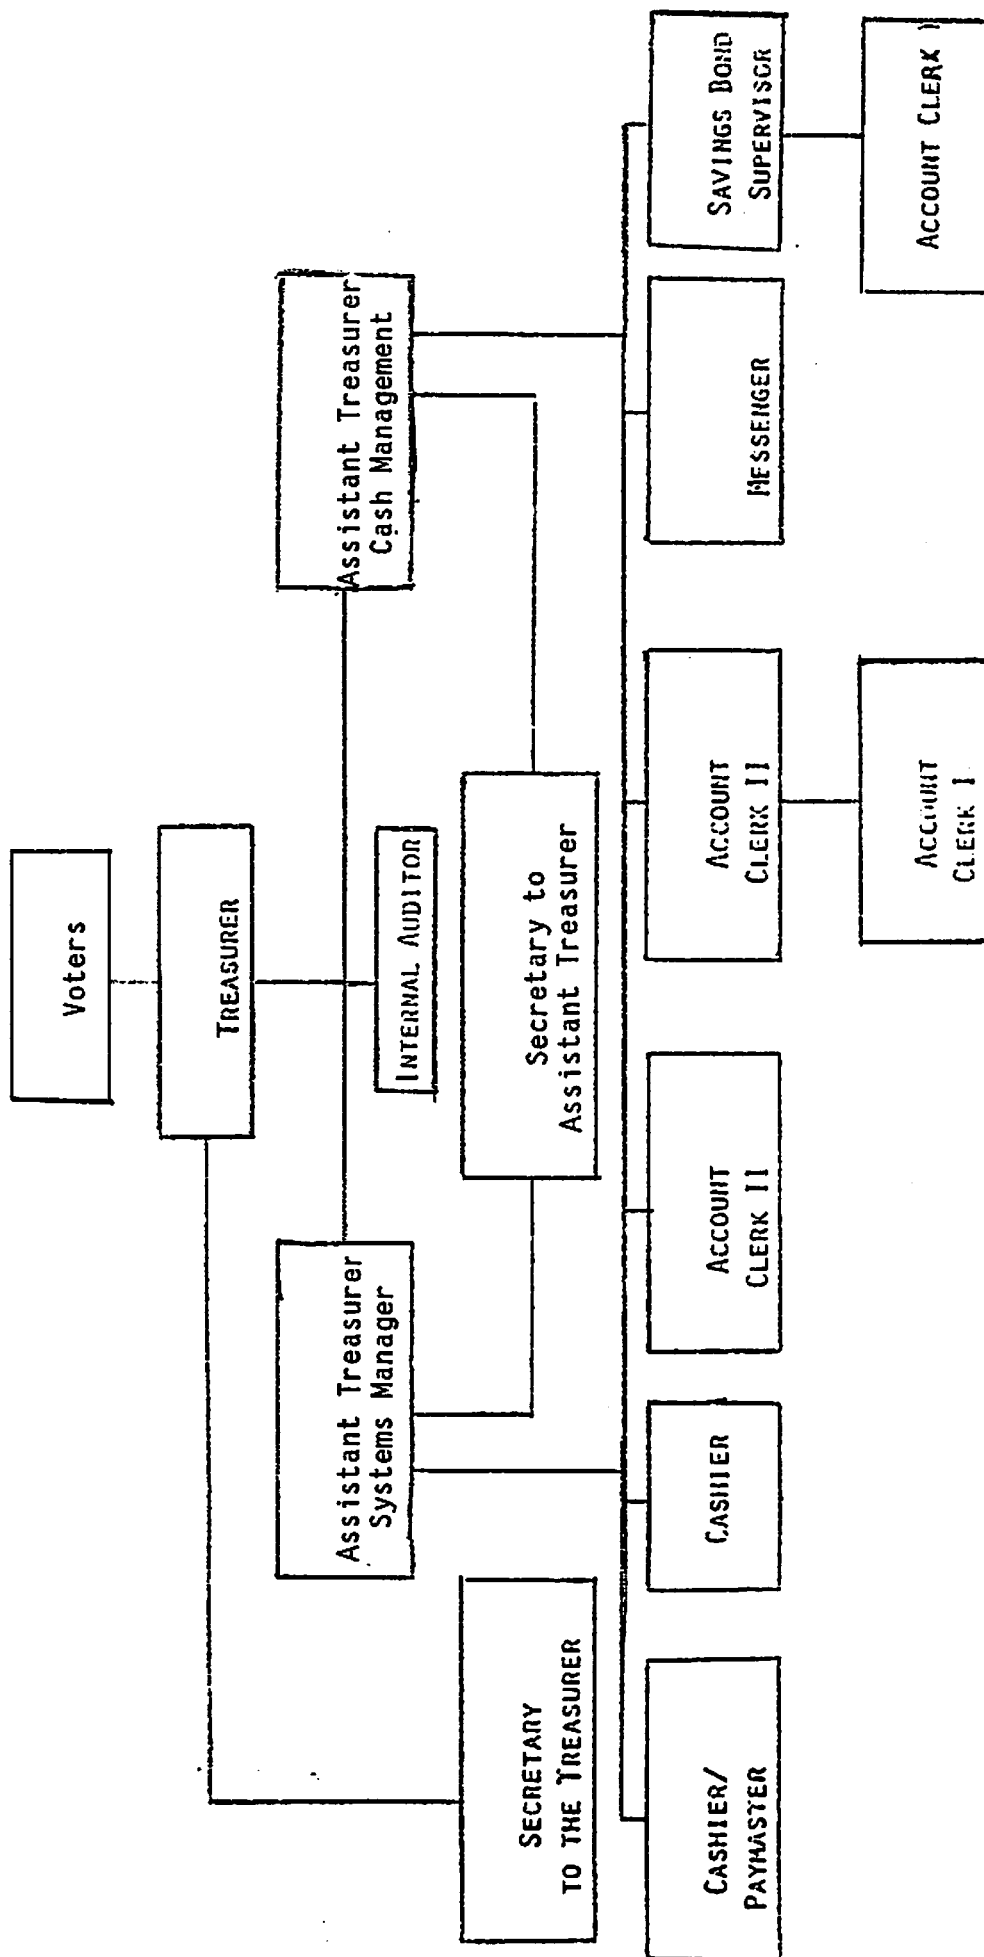 Voters
TREASURER
Assistant Treasurer
Systems Manager
Assistant Treasurer
Cash Management
INTERNAL AUDITOR
SECRETARY
TO THE TREASURER
Secretary to
Assistant Treasurer
CASHIER/
PAYMASTER
CASHIER
ACCOUNT
CLERK II
ACCOUNT
CLERK II
MESSENGER
SAVINGS BOND
SUPERVISOR
ACCOUNT
CLERK I
ACCOUNT CLERK